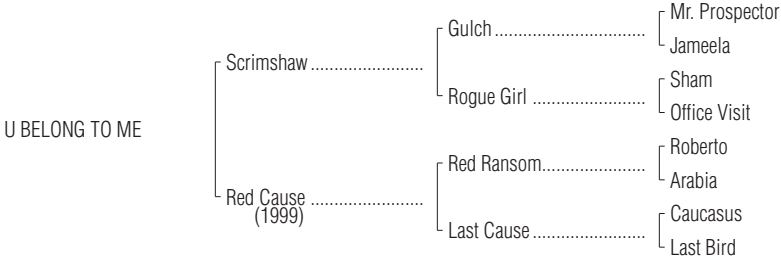 Mr. Prospector
Gulch ................................
Jameela
Scrimshaw ........................
Sham
Rogue Girl ........................
Office Visit
U BELONG TO ME
Roberto
Red Ransom......................
Arabia
Red Cause ........................
(1999)
Caucasus
Last Cause ........................
Last Bird